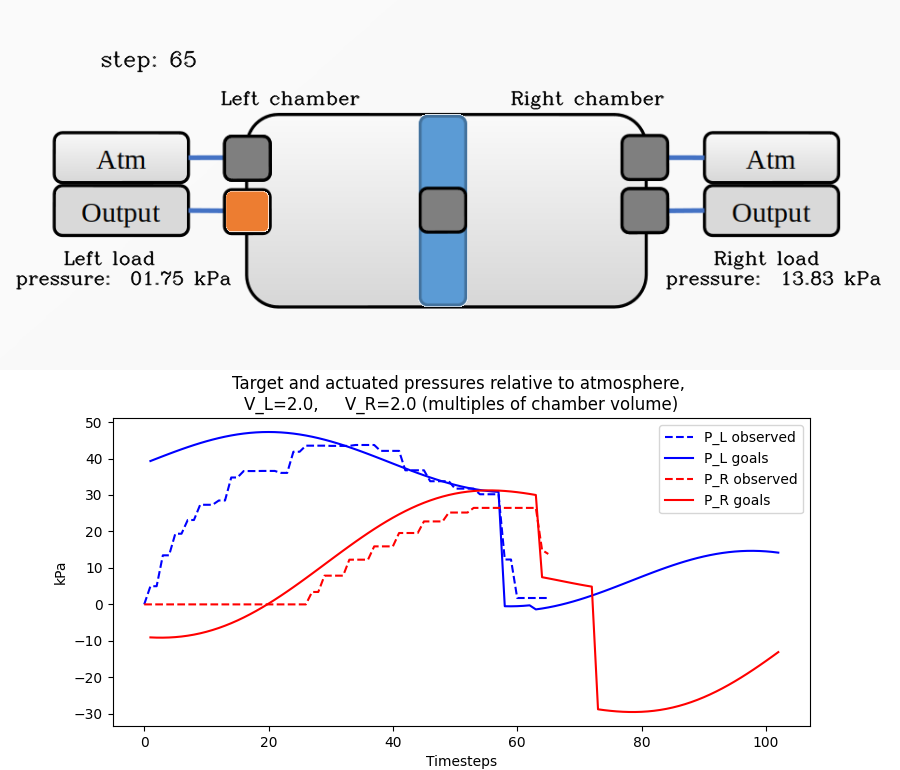 step: 65
Left chamber
Right chamber
Atm
Atm
Output
Output
Left load
pressure: 01.75 kPa
Right load
pressure: 13.83 kPa
Target and actuated pressures relative to atmosphere,
V_L=2.0, V_R=2.0 (multiples of chamber volume)
50
40
30
20
10
0
−10
−20
−30
kPa
P_L observed
P_L goals
P_R observed
P_R goals
0 20 40 60 80 100
Timesteps